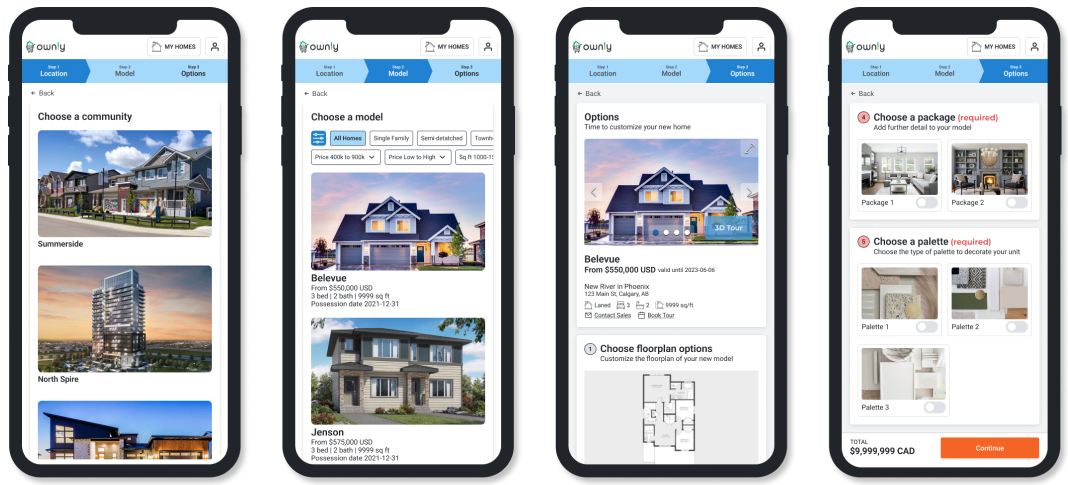 ownly
MY HOMES
Step 1
Location
Step 2
Model
Step 3
Options
← Back
Choose a community
Summerside
North Spire
ownly
MY HOMES
Step 1
Location
Step 2
Model
Step 3
Options
← Back
Choose a model
All Homes
Single Family
Semi-detatched
Townh
Price 400k to 900k
Price Low to High
Sq ft 1000-15
Belevue
From $550,000 USD
3 bed | 2 bath | 9999 sq ft
Possession date 2021-12-31
Jenson
From $575,000 USD
3 bed | 2 bath | 9999 sq ft
Possession date 2021-12-31
ownly
MY HOMES
Step 1
Location
Step 2
Model
Step 3
Options
← Back
Options
Time to customize your new home
3D Tour
Belevue
From $550,000 USD valid until 2023-06-06
New River in Phoenix
123 Main St, Calgary, AB
Laned 3 2 9999 sq/ft
Contact Sales Book Tour
1 Choose floorplan options
Customize the floorplan of your new model
ownly
MY HOMES
Step 1
Location
Step 2
Model
Step 3
Options
← Back
4 Choose a package (required)
Add further detail to your model
Package 1
Package 2
5 Choose a palette (required)
Choose the type of palette to decorate your unit
Palette 1
Palette 2
Palette 3
TOTAL
$9,999,999 CAD
Continue